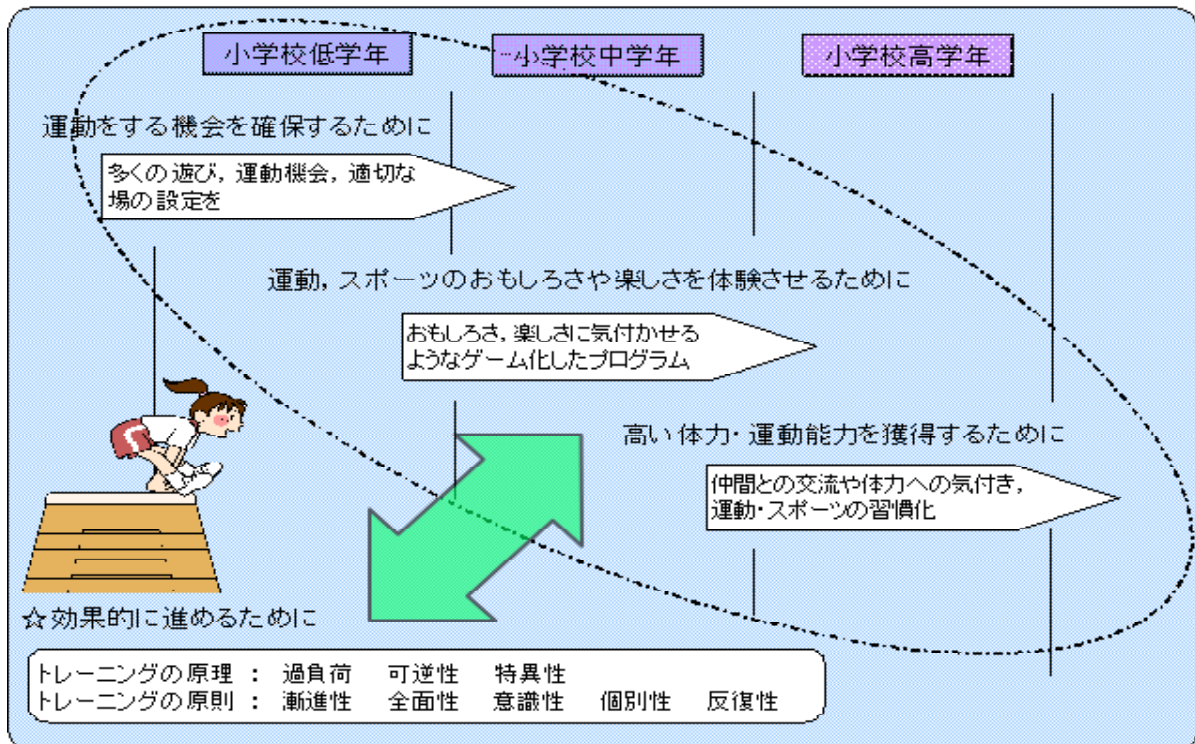 小学校低学年
小学校中学年
小学校高学年
運動をする機会を確保するために
多くの遊び，運動機会，適切な
場の設定を
運動，スポーツのおもしろさや楽しさを体験させるために
おもしろさ，楽しさに気付かせる
ようなゲーム化したプログラム
高い体力・運動能力を獲得するために
仲間との交流や体力への気付き，
運動・スポーツの習慣化
☆効果的に進めるために
トレーニングの原理 ： 過負荷 可逆性 特異性
トレーニングの原則 ： 漸進性 全面性 意識性 個別性 反復性